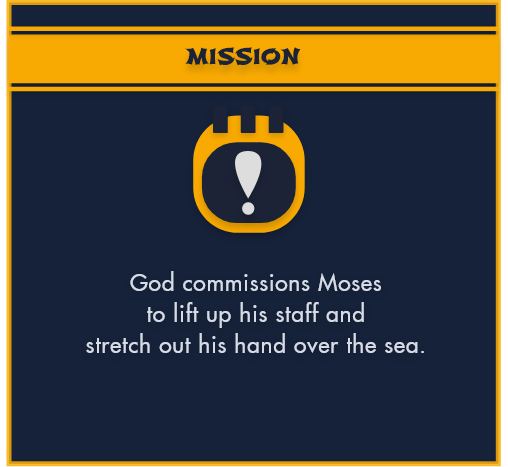 MISSION
!
God commissions Moses
to lift up his staff and
stretch out his hand over the sea.